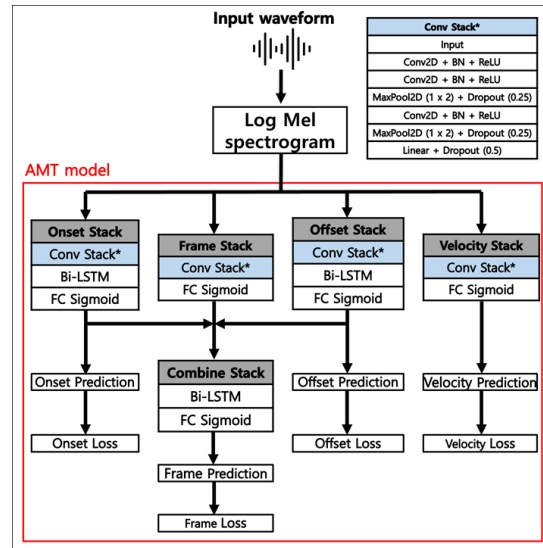 Input waveform
Conv Stack*
Input
Conv2D + BN + ReLU
Conv2D + BN + ReLU
MaxPool2D (1 x 2) + Dropout (0.25)
Conv2D + BN + ReLU
MaxPool2D (1 x 2) + Dropout (0.25)
Linear + Dropout (0.5)
Log Mel
spectrogram
AMT model
Onset Stack
Conv Stack*
Bi-LSTM
FC Sigmoid
Frame Stack
Conv Stack*
FC Sigmoid
Offset Stack
Conv Stack*
Bi-LSTM
FC Sigmoid
Velocity Stack
Conv Stack*
FC Sigmoid
Combine Stack
Bi-LSTM
FC Sigmoid
Onset Prediction
Offset Prediction
Velocity Prediction
Onset Loss
Offset Loss
Velocity Loss
Frame Prediction
Frame Loss